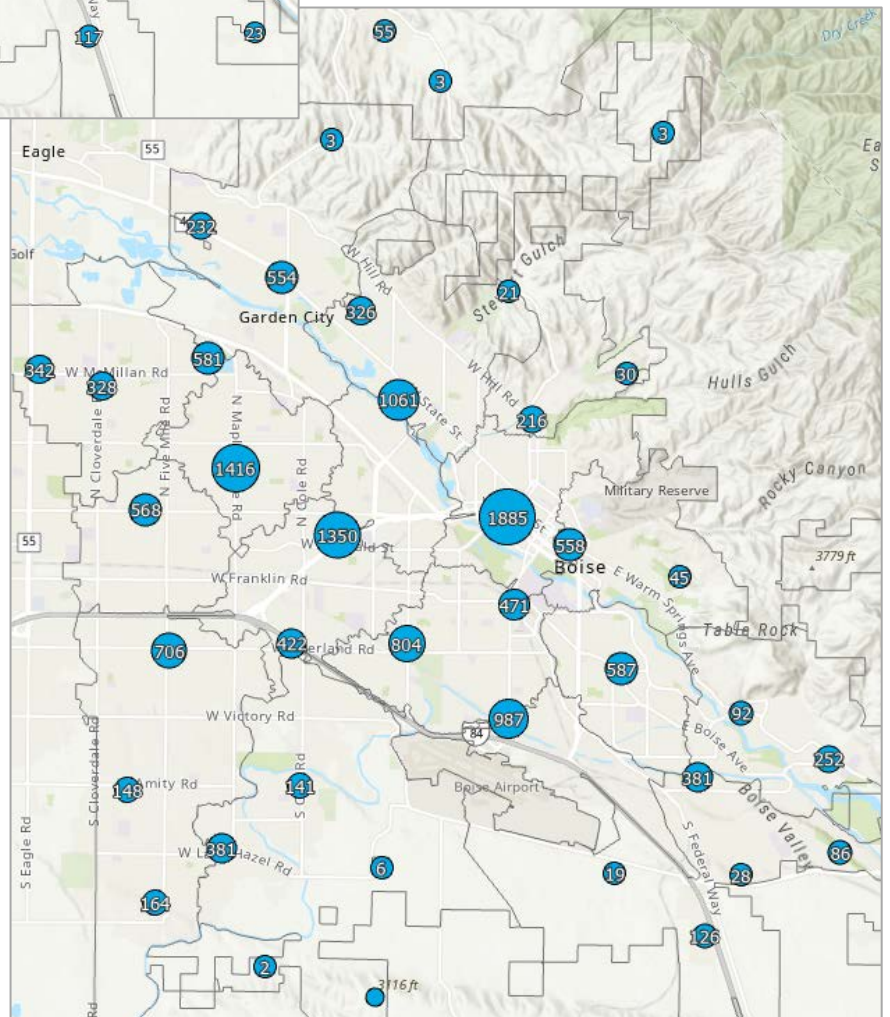 117
23
55
3
Dry Creek
3
3
Eagle
55
232
Golf
554
W Hill Rd
Garden City
326
21
581
342
W McMillan Rd
328
30
Hulls Gulch
W Hill Rd
1061
State St
216
N Cloverdale
N Five Mile Rd
1416
N Cole Rd
Rocky Canyon
Military Reserve
568
1885
1350
558
Boise
55
3779 ft
W Franklin Rd
45
E Warm Springs Ave
471
Table Rock
422
706
804
587
W Victory Rd
987
84
92
E Boise Ave
252
S Cloverdale Rd
148
Amity Rd
141
Boise Airport
381
Boise Valley
S Eagle Rd
381
Hazel Rd
6
19
S Federal Way
28
86
164
126
2
3116 ft
Rd